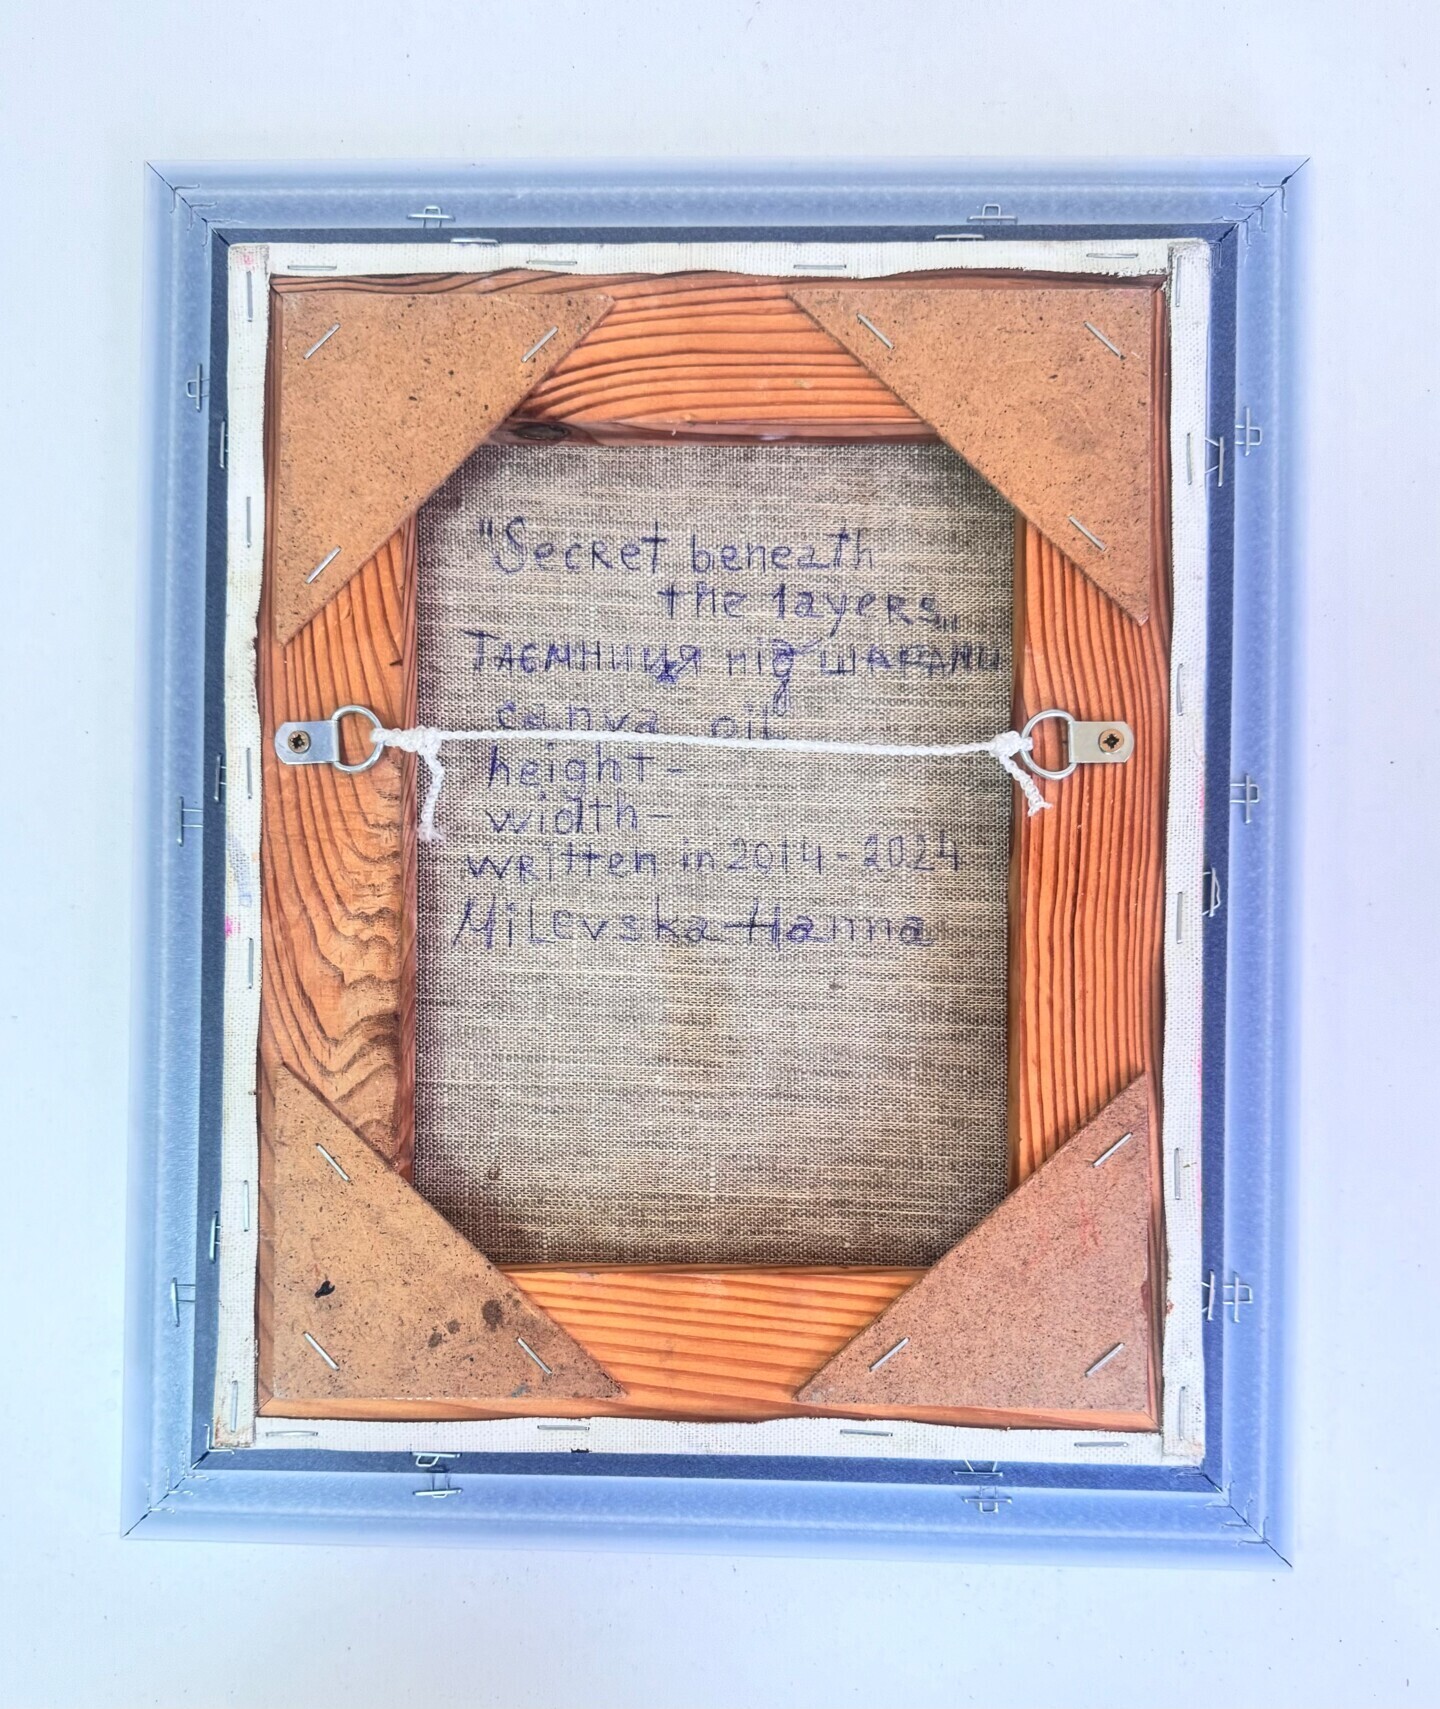 "Secret beneath
the layers„
Таємниця під шарами
canva oil
height-
width-
written in 2014-2024
Milevska Hanna